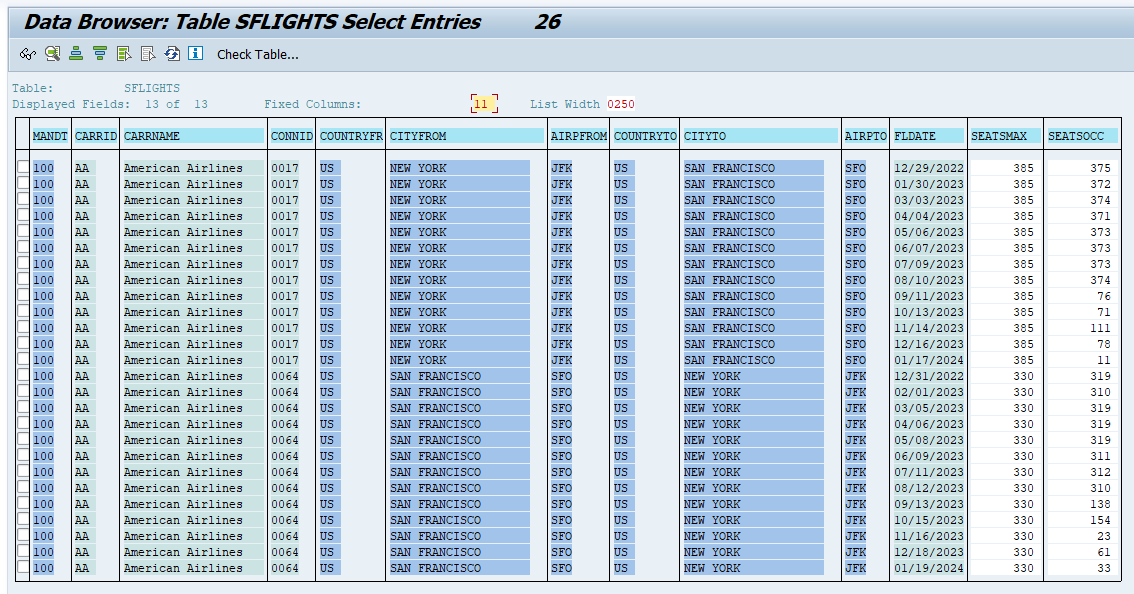 Data Browser: Table SFLIGHTS Select Entries 26
Check Table...
Table: SFLIGHTS
Displayed Fields: 13 of 13 Fixed Columns: 11 List Width 0250
MANDT CARRID CARRNAME CONNID COUNTRYFR CITYFROM AIRPFROM COUNTRYTO CITYTO AIRPTO FLDATE SEATSMAX SEATSOCC
100 AA American Airlines 0017 US NEW YORK JFK US SAN FRANCISCO SFO 12/29/2022 385 375
100 AA American Airlines 0017 US NEW YORK JFK US SAN FRANCISCO SFO 01/30/2023 385 372
100 AA American Airlines 0017 US NEW YORK JFK US SAN FRANCISCO SFO 03/03/2023 385 374
100 AA American Airlines 0017 US NEW YORK JFK US SAN FRANCISCO SFO 04/04/2023 385 371
100 AA American Airlines 0017 US NEW YORK JFK US SAN FRANCISCO SFO 05/06/2023 385 373
100 AA American Airlines 0017 US NEW YORK JFK US SAN FRANCISCO SFO 06/07/2023 385 373
100 AA American Airlines 0017 US NEW YORK JFK US SAN FRANCISCO SFO 07/09/2023 385 373
100 AA American Airlines 0017 US NEW YORK JFK US SAN FRANCISCO SFO 08/10/2023 385 374
100 AA American Airlines 0017 US NEW YORK JFK US SAN FRANCISCO SFO 09/11/2023 385 76
100 AA American Airlines 0017 US NEW YORK JFK US SAN FRANCISCO SFO 10/13/2023 385 71
100 AA American Airlines 0017 US NEW YORK JFK US SAN FRANCISCO SFO 11/14/2023 385 111
100 AA American Airlines 0017 US NEW YORK JFK US SAN FRANCISCO SFO 12/16/2023 385 78
100 AA American Airlines 0017 US NEW YORK JFK US SAN FRANCISCO SFO 01/17/2024 385 11
100 AA American Airlines 0064 US SAN FRANCISCO SFO US NEW YORK JFK 12/31/2022 330 319
100 AA American Airlines 0064 US SAN FRANCISCO SFO US NEW YORK JFK 02/01/2023 330 310
100 AA American Airlines 0064 US SAN FRANCISCO SFO US NEW YORK JFK 03/05/2023 330 319
100 AA American Airlines 0064 US SAN FRANCISCO SFO US NEW YORK JFK 04/06/2023 330 319
100 AA American Airlines 0064 US SAN FRANCISCO SFO US NEW YORK JFK 05/08/2023 330 319
100 AA American Airlines 0064 US SAN FRANCISCO SFO US NEW YORK JFK 06/09/2023 330 311
100 AA American Airlines 0064 US SAN FRANCISCO SFO US NEW YORK JFK 07/11/2023 330 312
100 AA American Airlines 0064 US SAN FRANCISCO SFO US NEW YORK JFK 08/12/2023 330 310
100 AA American Airlines 0064 US SAN FRANCISCO SFO US NEW YORK JFK 09/13/2023 330 138
100 AA American Airlines 0064 US SAN FRANCISCO SFO US NEW YORK JFK 10/15/2023 330 154
100 AA American Airlines 0064 US SAN FRANCISCO SFO US NEW YORK JFK 11/16/2023 330 23
100 AA American Airlines 0064 US SAN FRANCISCO SFO US NEW YORK JFK 12/18/2023 330 61
100 AA American Airlines 0064 US SAN FRANCISCO SFO US NEW YORK JFK 01/19/2024 330 33